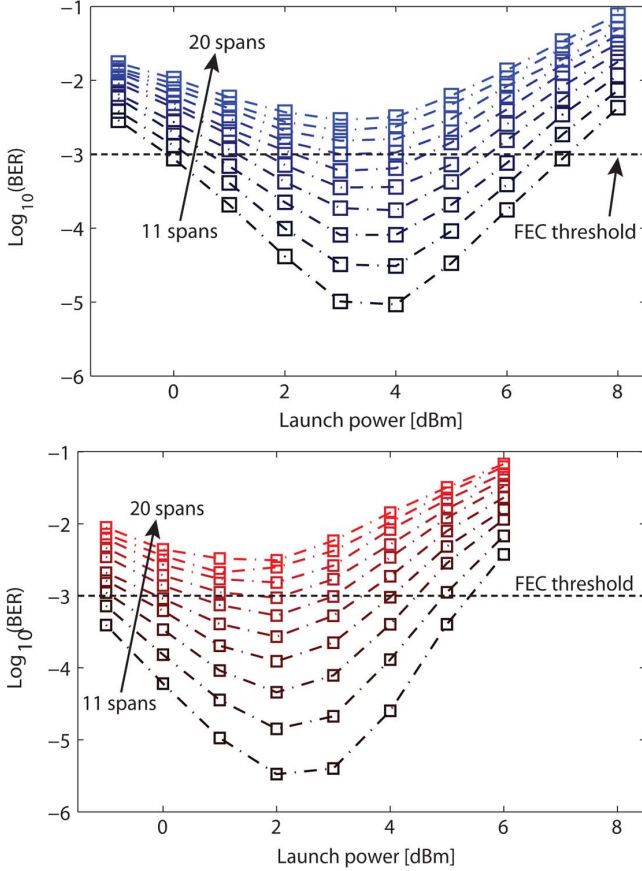 −1
20 spans
−2
−3
Log10(BER)
−4
11 spans
FEC threshold
−5
−6
0
2
4
6
8
Launch power [dBm]
−1
20 spans
−2
FEC threshold
−3
Log10(BER)
−4
11 spans
−5
−6
0
2
4
6
8
Launch power [dBm]